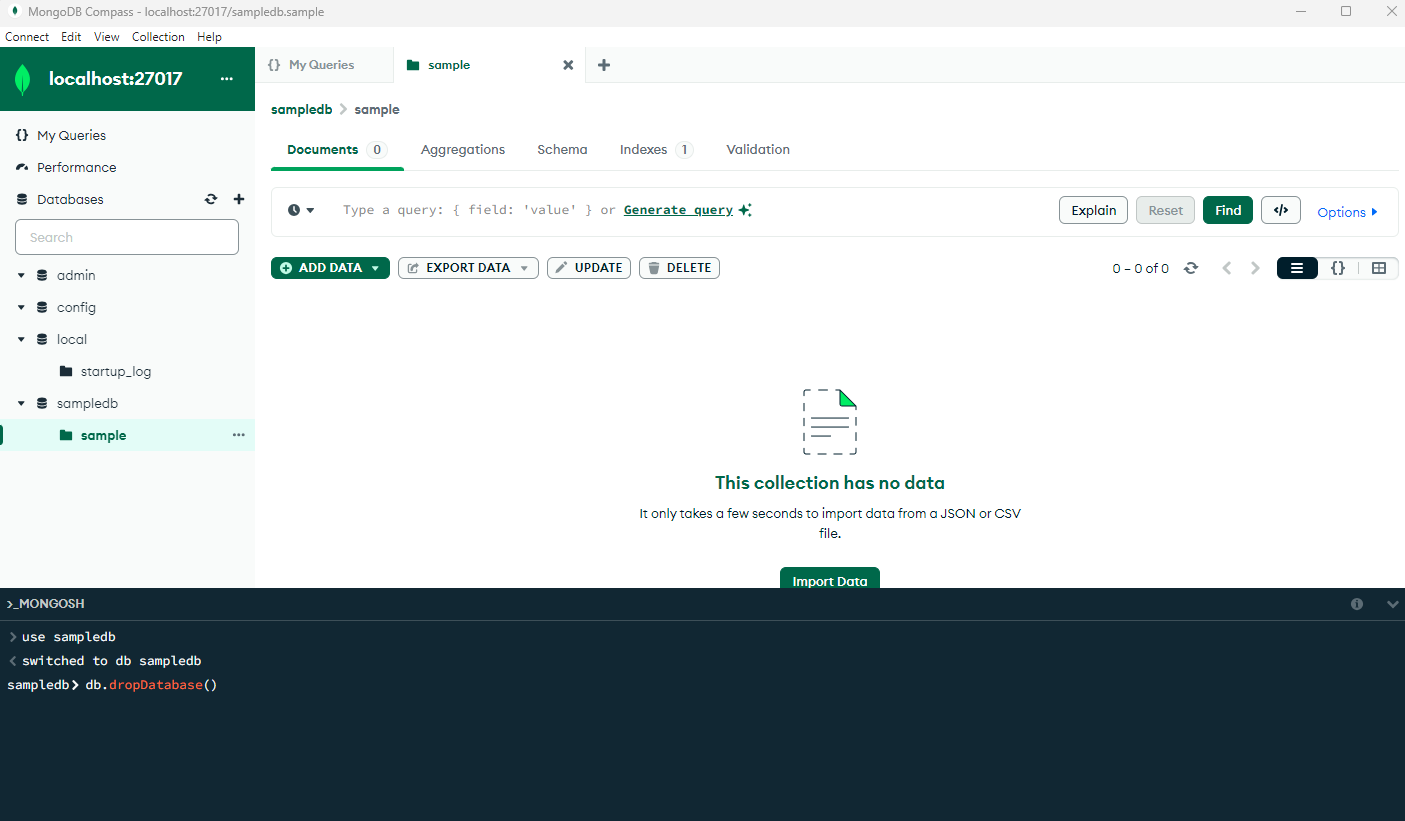 MongoDB Compass - localhost:27017/sampledb.sample
Connect Edit View Collection Help
localhost:27017 ...
{} My Queries
sample
{} My Queries
Performance
Databases
Search
admin
config
local
startup_log
sampledb
sample ...
sampledb > sample
Documents 0 Aggregations Schema Indexes 1 Validation
Type a query: { field: 'value' } or Generate query
Explain Reset Find </> Options
ADD DATA EXPORT DATA UPDATE DELETE
0 – 0 of 0 {}
This collection has no data
It only takes a few seconds to import data from a JSON or CSV
file.
Import Data
>_MONGOSH
> use sampledb
< switched to db sampledb
sampledb> db.dropDatabase()